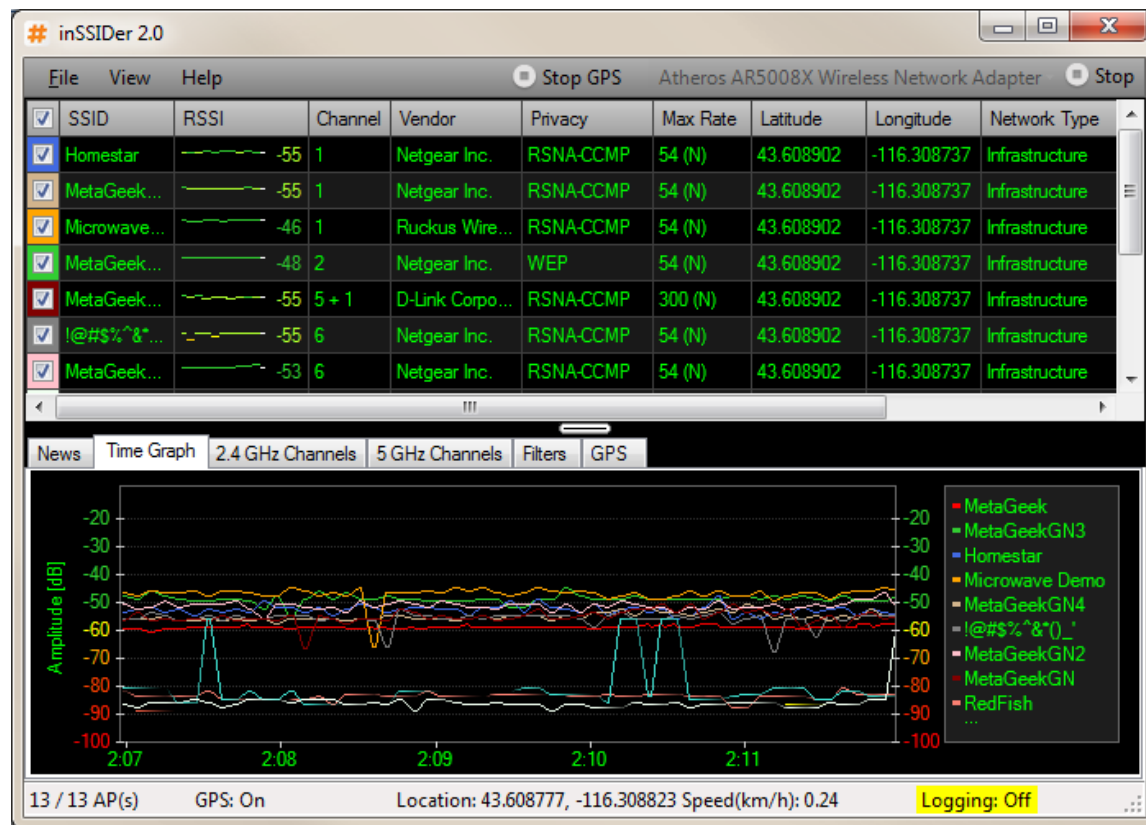 inSSIDer 2.0
File View Help Stop GPS Atheros AR5008X Wireless Network Adapter Stop
SSID RSSI Channel Vendor Privacy Max Rate Latitude Longitude Network Type
Homestar -55 1 Netgear Inc. RSNA-CCMP 54 (N) 43.608902 -116.308737 Infrastructure
MetaGeek... -55 1 Netgear Inc. RSNA-CCMP 54 (N) 43.608902 -116.308737 Infrastructure
Microwave... -46 1 Ruckus Wire... RSNA-CCMP 54 (N) 43.608902 -116.308737 Infrastructure
MetaGeek... -48 2 Netgear Inc. WEP 54 (N) 43.608902 -116.308737 Infrastructure
MetaGeek... -55 5 + 1 D-Link Corpo... RSNA-CCMP 300 (N) 43.608902 -116.308737 Infrastructure
!@#$%^&*... -55 6 Netgear Inc. RSNA-CCMP 54 (N) 43.608902 -116.308737 Infrastructure
MetaGeek... -53 6 Netgear Inc. RSNA-CCMP 54 (N) 43.608902 -116.308737 Infrastructure
News Time Graph 2.4 GHz Channels 5 GHz Channels Filters GPS
Amplitude [dB]
-20 -20
-30 -30
-40 -40
-50 -50
-60 -60
-70 -70
-80 -80
-90 -90
-100 -100
2:07 2:08 2:09 2:10 2:11
MetaGeek
MetaGeekGN3
Homestar
Microwave Demo
MetaGeekGN4
!@#$%^&*()_'
MetaGeekGN2
MetaGeekGN
RedFish
...
13 / 13 AP(s) GPS: On Location: 43.608777, -116.308823 Speed(km/h): 0.24 Logging: Off